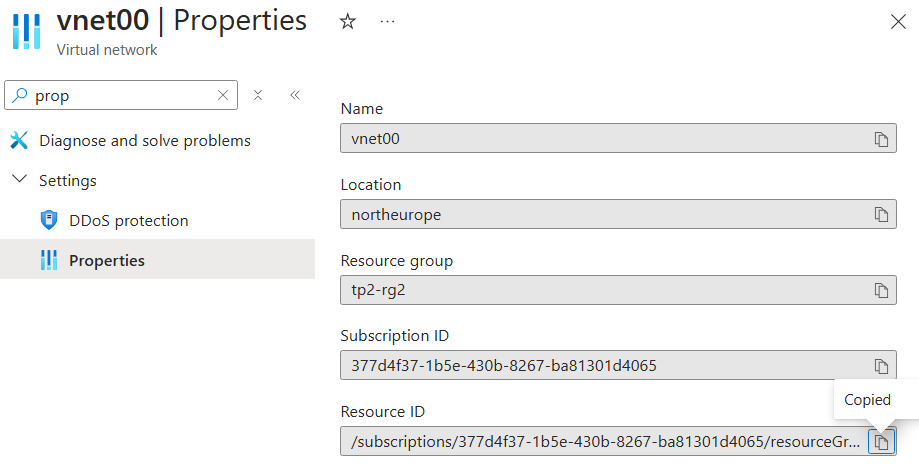 vnet00 | Properties
Virtual network
prop
Diagnose and solve problems
Settings
DDoS protection
Properties
Name
vnet00
Location
northeurope
Resource group
tp2-rg2
Subscription ID
377d4f37-1b5e-430b-8267-ba81301d4065
Resource ID
Copied
/subscriptions/377d4f37-1b5e-430b-8267-ba81301d4065/resourceGr...